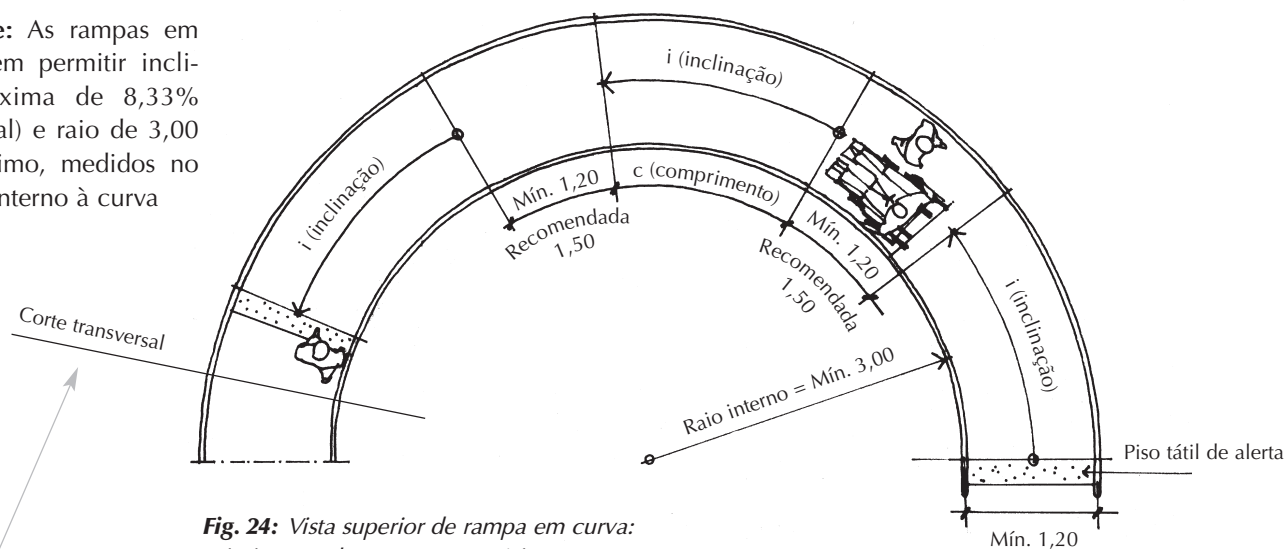 e: As rampas em
em permitir incli-
xima de 8,33%
al) e raio de 3,00
imo, medidos no
nterno à curva
i (inclinação)
i (inclinação)
i (inclinação)
Mín. 1,20
Recomendada
1,50
c (comprimento)
Mín. 1,20
Recomendada
1,50
Corte transversal
Raio interno = Mín. 3,00
Piso tátil de alerta
Mín. 1,20
Fig. 24: Vista superior de rampa em curva: